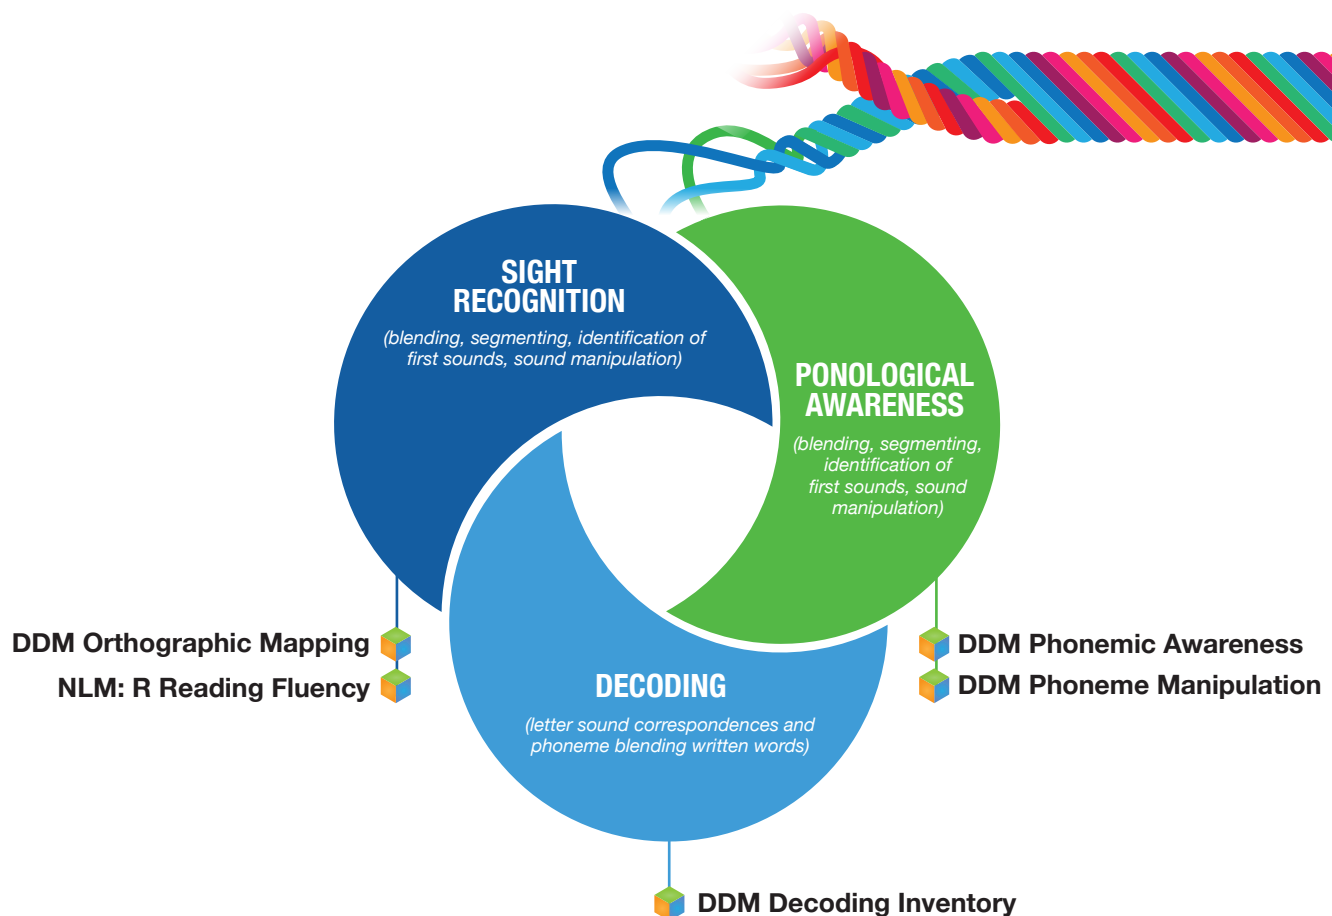 SIGHT
RECOGNITION
(blending, segmenting, identification of
first sounds, sound manipulation)
PONOLOGICAL
AWARENESS
(blending, segmenting,
identification of
first sounds, sound
manipulation)
DDM Orthographic Mapping
NLM: R Reading Fluency
DDM Phonemic Awareness
DDM Phoneme Manipulation
DECODING
(letter sound correspondences and
phoneme blending written words)
DDM Decoding Inventory